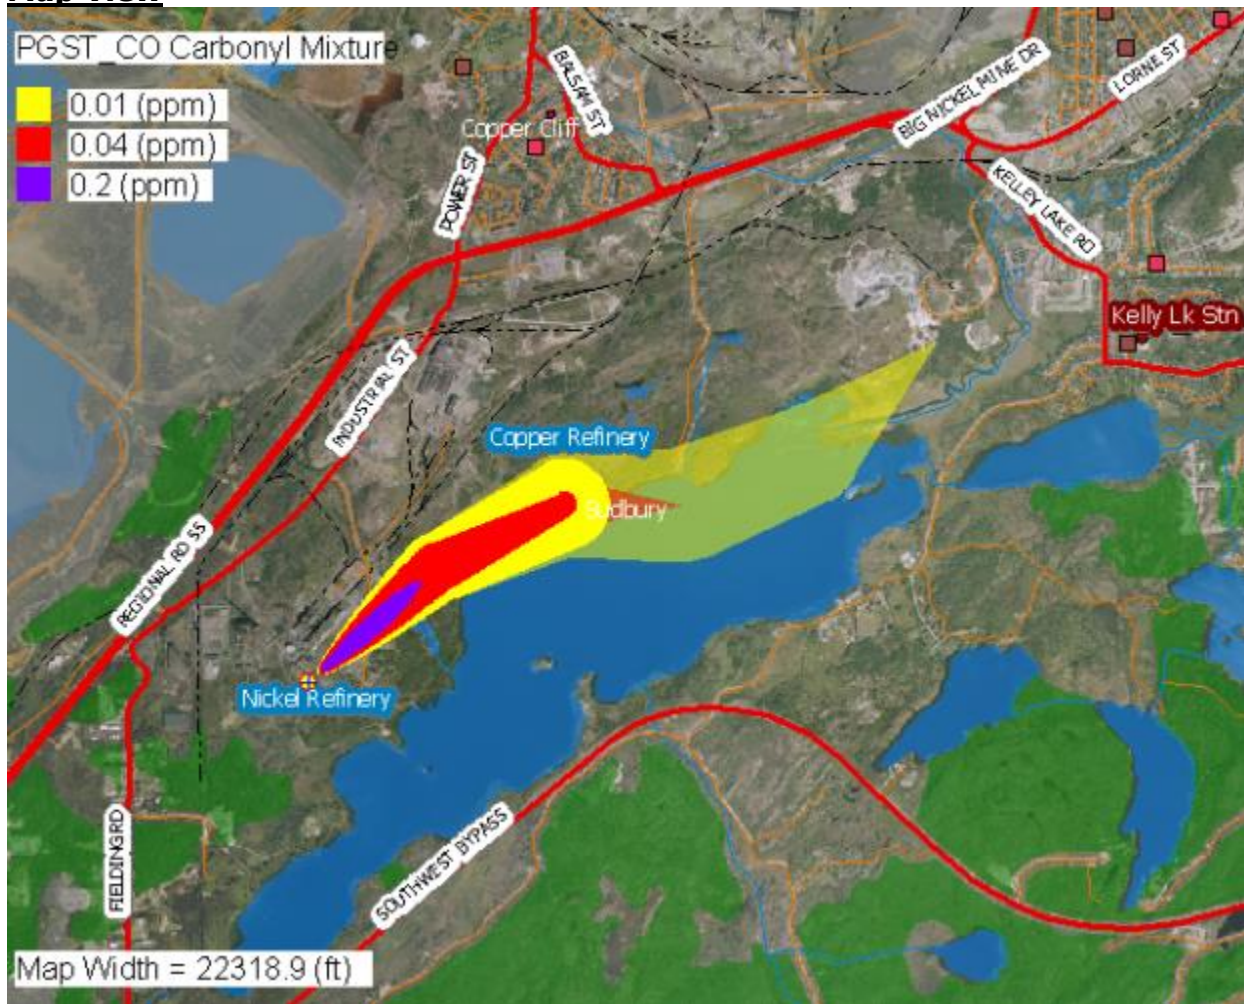 PGST_CO Carbonyl Mixture
0.01 (ppm)
0.04 (ppm)
0.2 (ppm)
BALSAM ST
BIG NICKEL MINE DR
LORNE ST
Copper Cliff
POWER ST
KELLEY LAKE RD
Kelly Lk Stn
INDUSTRIAL ST
Copper Refinery
Sudbury
REGIONAL RD 55
Nickel Refinery
FIELDING RD
SOUTHWEST BYPASS
Map Width = 22318.9 (ft)